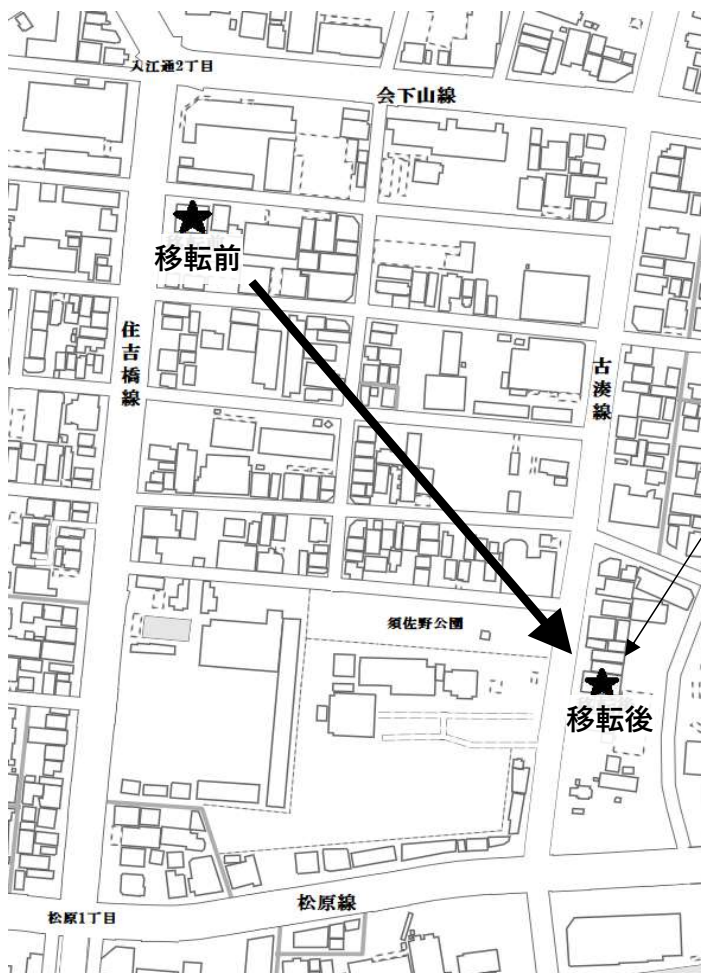 入江通2丁目
会下山線
移転前
住吉橋線
古湊線
須佐野公園
移転後
松原線
松原1丁目